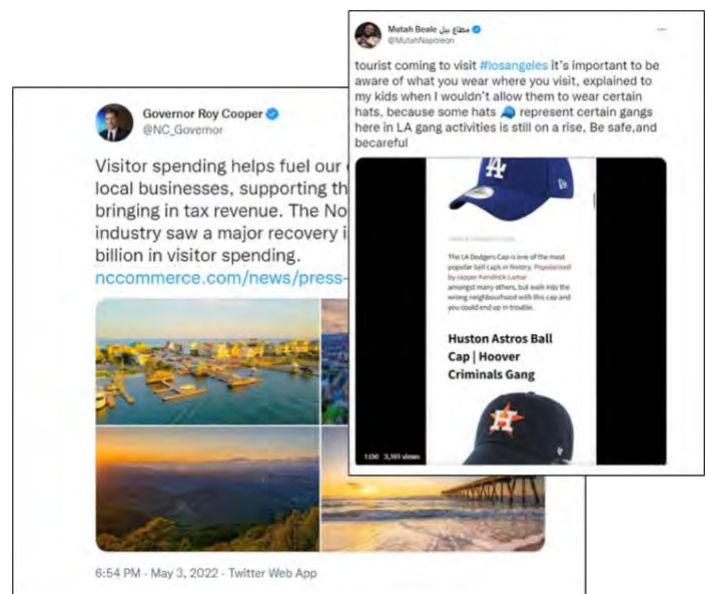 Mutah Beale مطاع بيل
@MutahNapoleon
tourist coming to visit #losangeles it's important to be
aware of what you wear where you visit, explained to
my kids when I wouldn't allow them to wear certain
hats, because some hats 🧢 represent certain gangs
here in LA gang activities is still on a rise, Be safe,and
becareful
LA
The LA Dodgers Cap is one of the most
popular ball caps in history. Popularised
by rapper Kendrick Lamar
amongst many others, but walk into the
wrong neighbourhood with this cap and
you could end up in trouble.
Huston Astros Ball
Cap | Hoover
Criminals Gang
H
1:00 3,161 views
Governor Roy Cooper
@NC_Governor
Visitor spending helps fuel our
local businesses, supporting th
bringing in tax revenue. The No
industry saw a major recovery i
billion in visitor spending.
nccommerce.com/news/press-
6:54 PM · May 3, 2022 · Twitter Web App